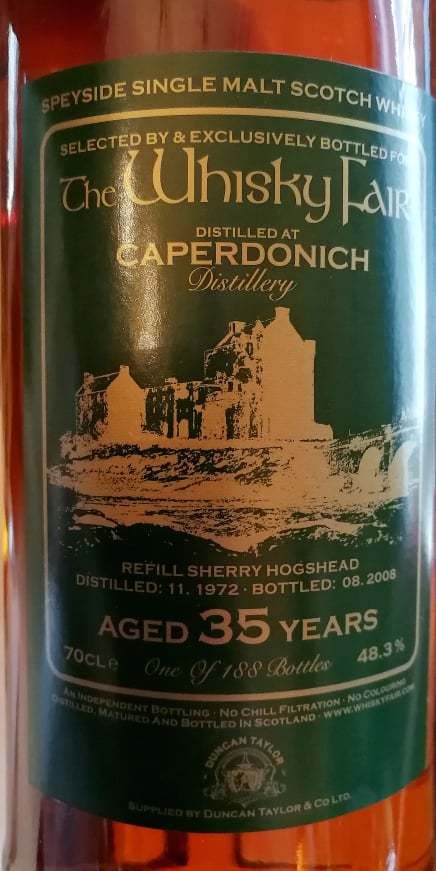 SPEYSIDE SINGLE MALT SCOTCH WHISKY
SELECTED BY & EXCLUSIVELY BOTTLED FOR
The Whisky Fair
DISTILLED AT
CAPERDONICH
Distillery
REFILL SHERRY HOGSHEAD
DISTILLED: 11. 1972 · BOTTLED: 08. 2008
AGED 35 YEARS
70CL e One Of 188 Bottles 48.3%
AN INDEPENDENT BOTTLING · NO CHILL FILTRATION · NO COLOURING
DISTILLED, MATURED AND BOTTLED IN SCOTLAND · WWW.WHISKYFAIR.COM
DUNCAN TAYLOR
SUPPLIED BY DUNCAN TAYLOR & CO LTD.